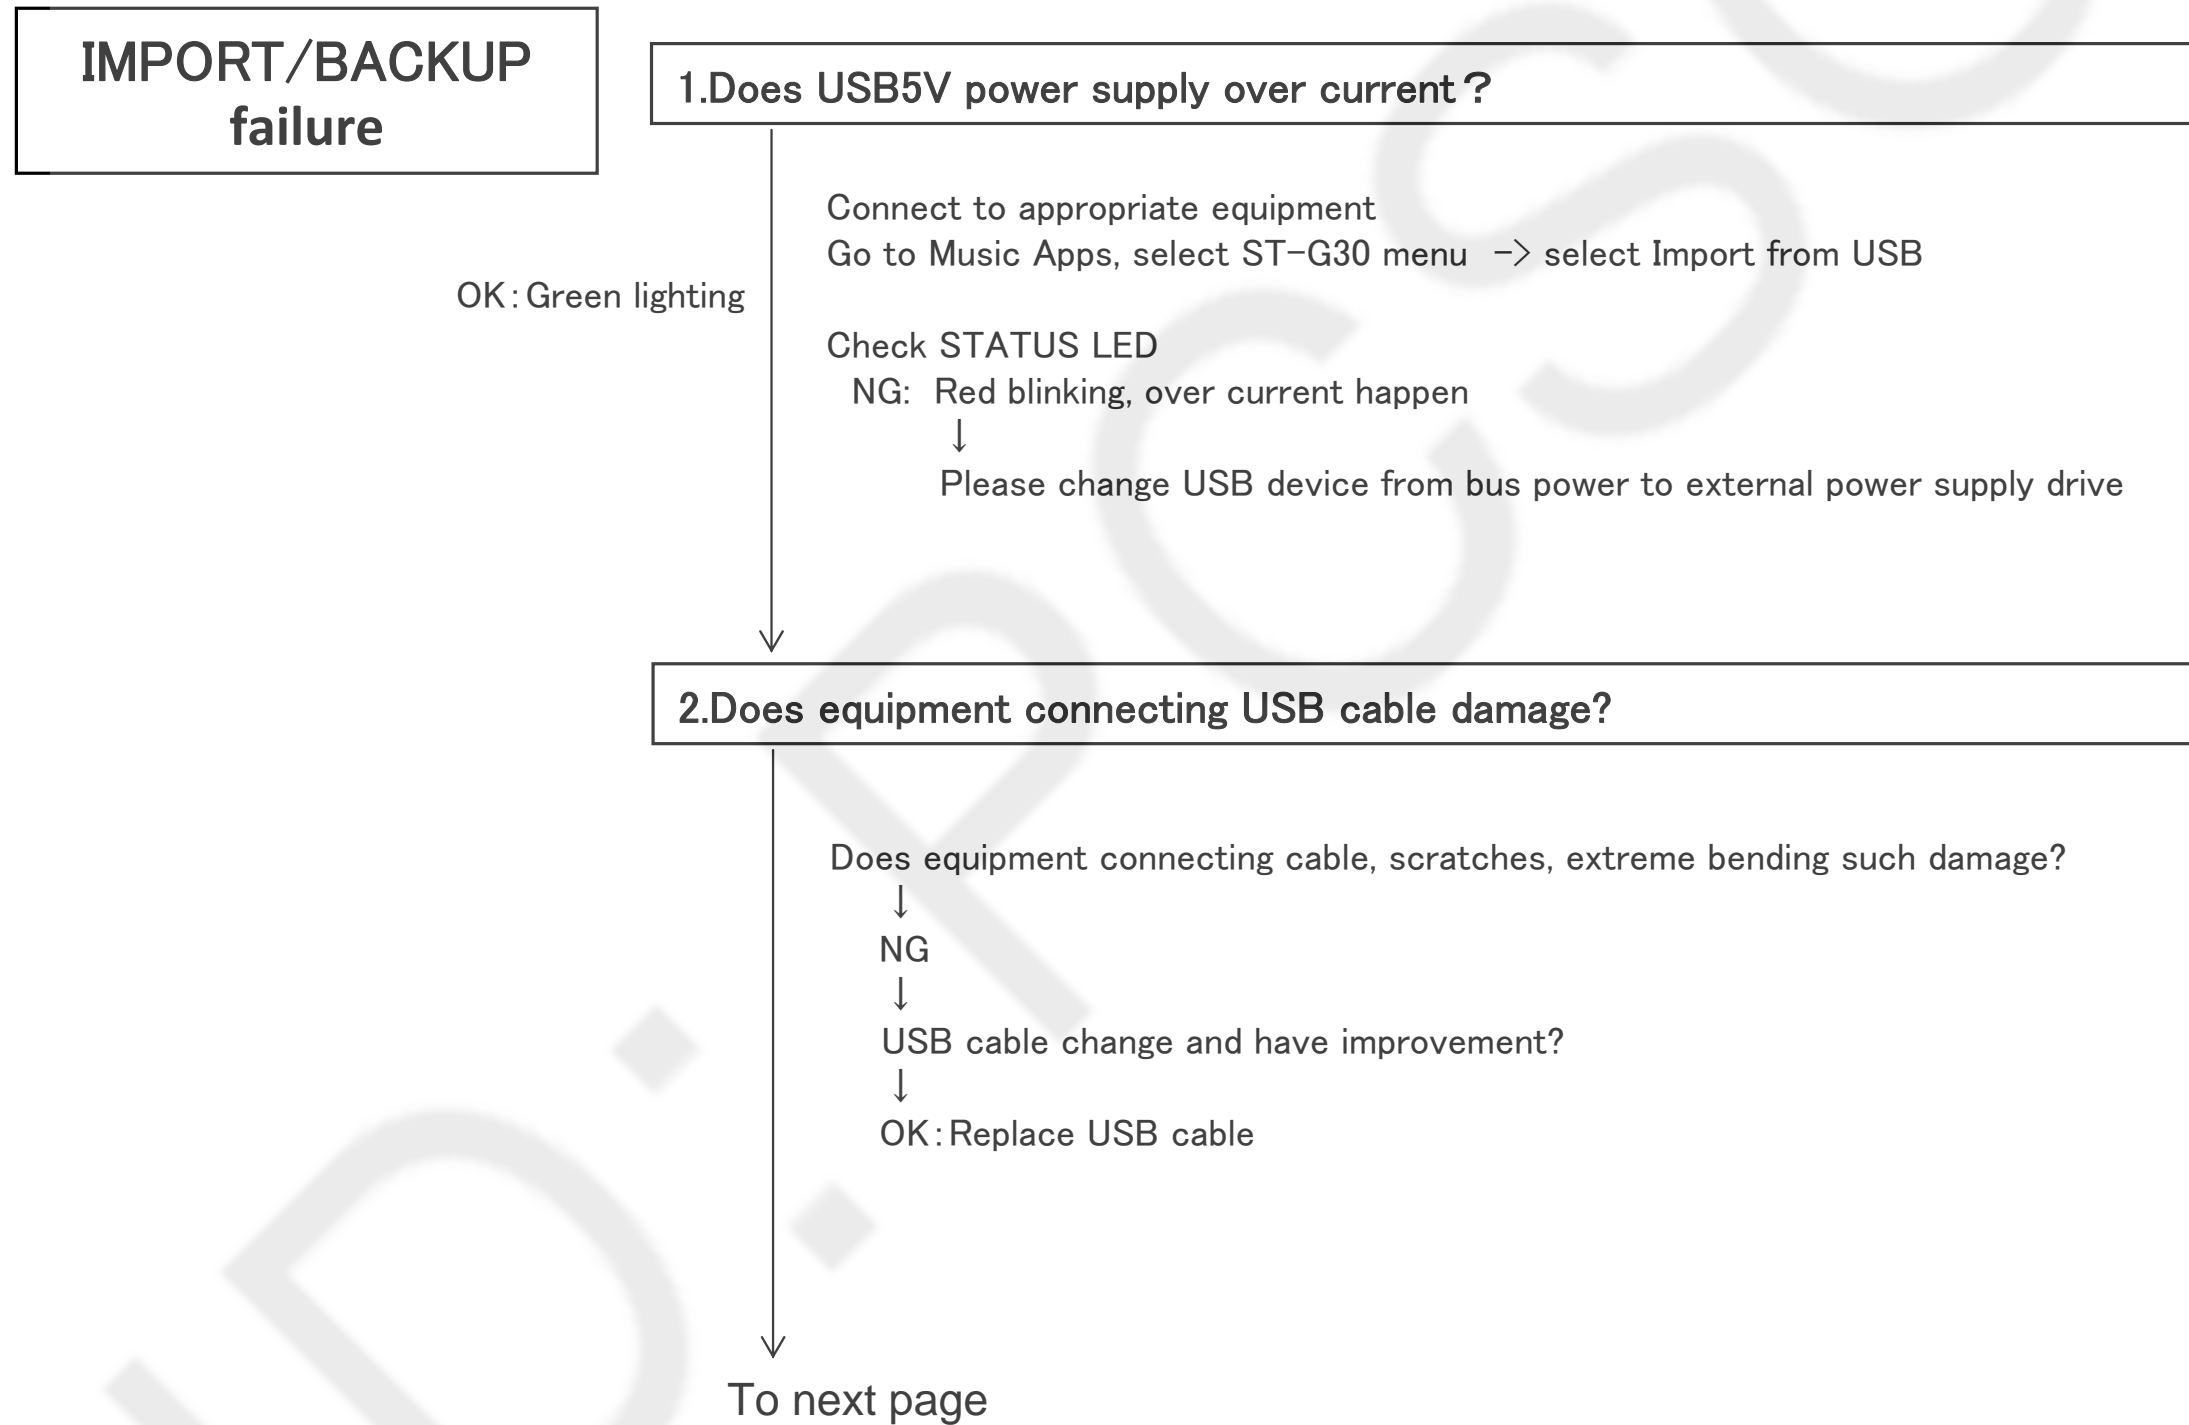 IMPORT/BACKUP
failure
1.Does USB5V power supply over current？
Connect to appropriate equipment
Go to Music Apps, select ST-G30 menu -> select Import from USB
OK：Green lighting
Check STATUS LED
NG: Red blinking, over current happen
↓
Please change USB device from bus power to external power supply drive
2.Does equipment connecting USB cable damage?
Does equipment connecting cable, scratches, extreme bending such damage?
↓
NG
↓
USB cable change and have improvement?
↓
OK：Replace USB cable
To next page